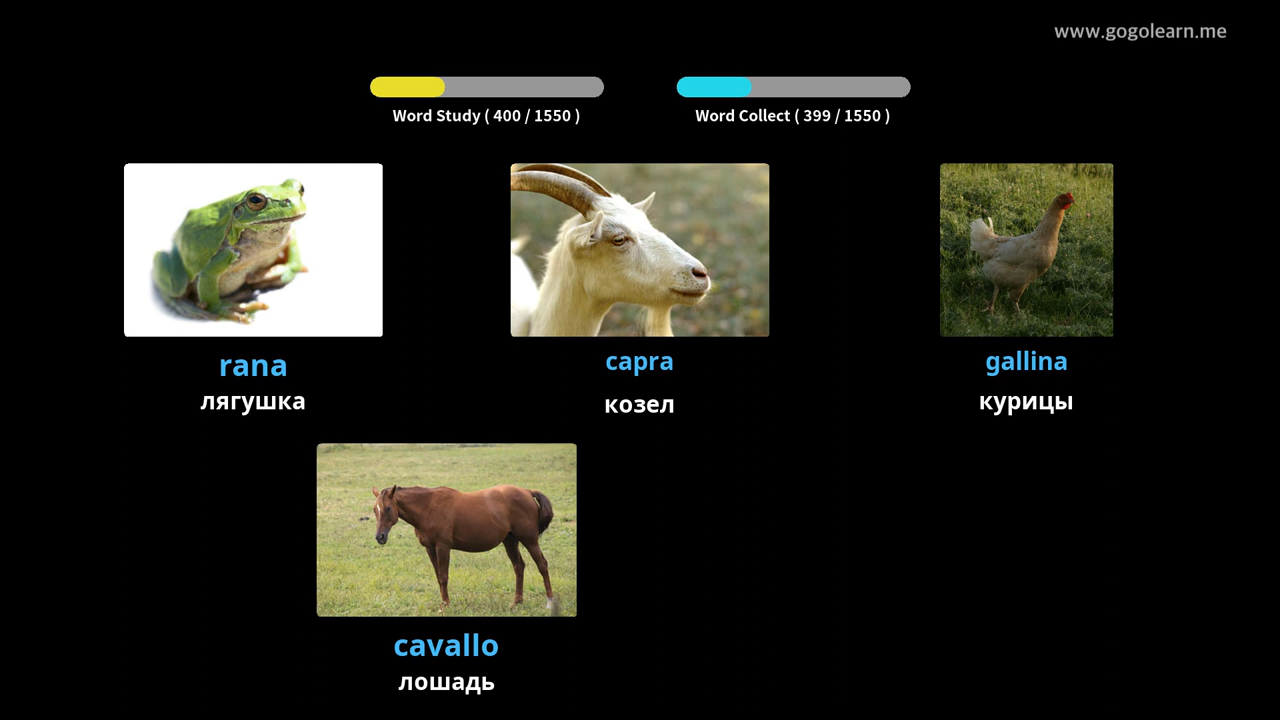 www.gogolearn.me
Word Study ( 400 / 1550 )
Word Collect ( 399 / 1550 )
rana
лягушка
capra
козел
gallina
курицы
cavallo
лошадь